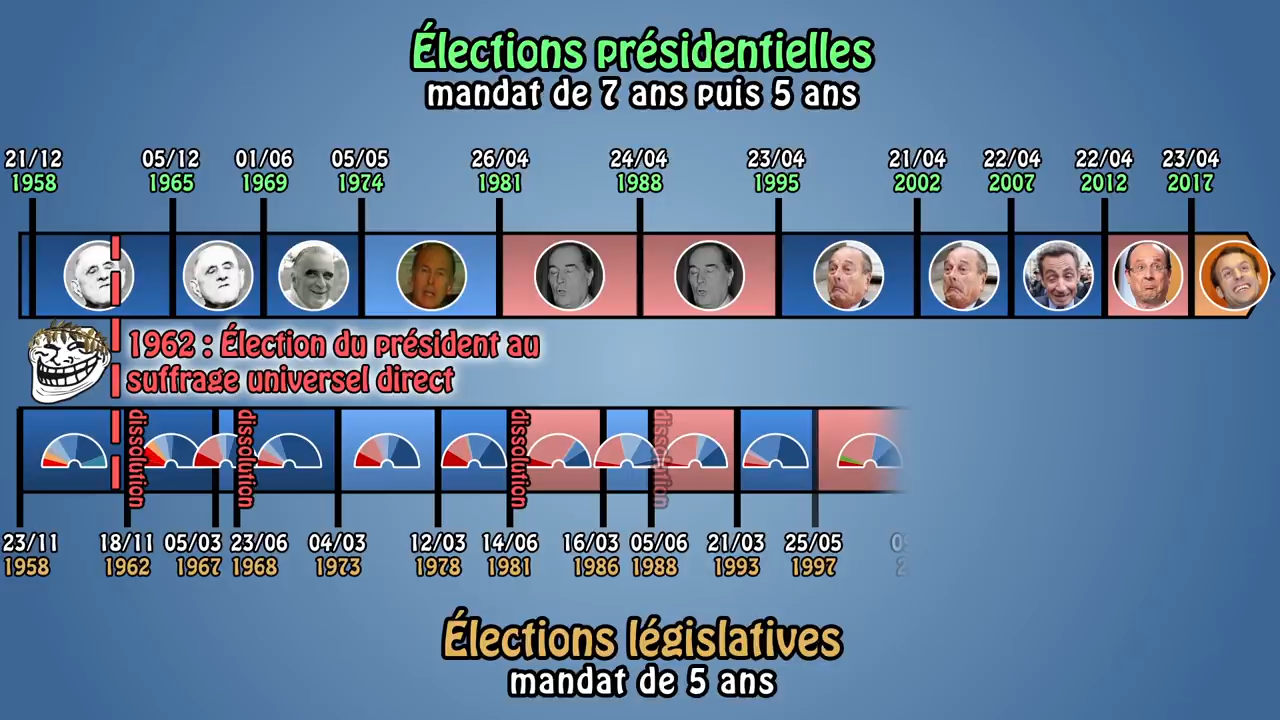 Élections présidentielles
mandat de 7 ans puis 5 ans
21/12 05/12 01/06 05/05 26/04 24/04 23/04 21/04 22/04 22/04 23/04
1958 1965 1969 1974 1981 1988 1995 2002 2007 2012 2017
1962 : Élection du président au
suffrage universel direct
dissolution dissolution dissolution dissolution
23/11 18/11 05/03 23/06 04/03 12/03 14/06 16/03 05/06 21/03 25/05
1958 1962 1967 1968 1973 1978 1981 1986 1988 1993 1997
Élections législatives
mandat de 5 ans